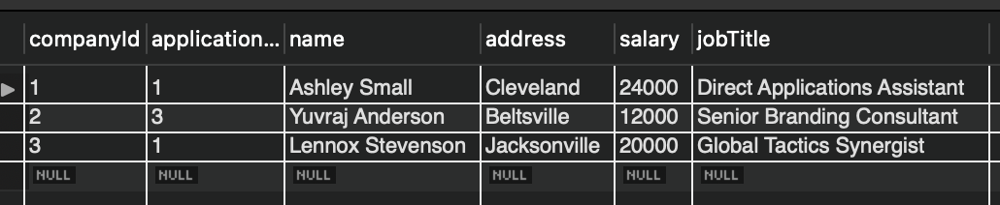 companyId application... name address salary jobTitle
1 1 Ashley Small Cleveland 24000 Direct Applications Assistant
2 3 Yuvraj Anderson Beltsville 12000 Senior Branding Consultant
3 1 Lennox Stevenson Jacksonville 20000 Global Tactics Synergist
NULL NULL NULL NULL NULL NULL